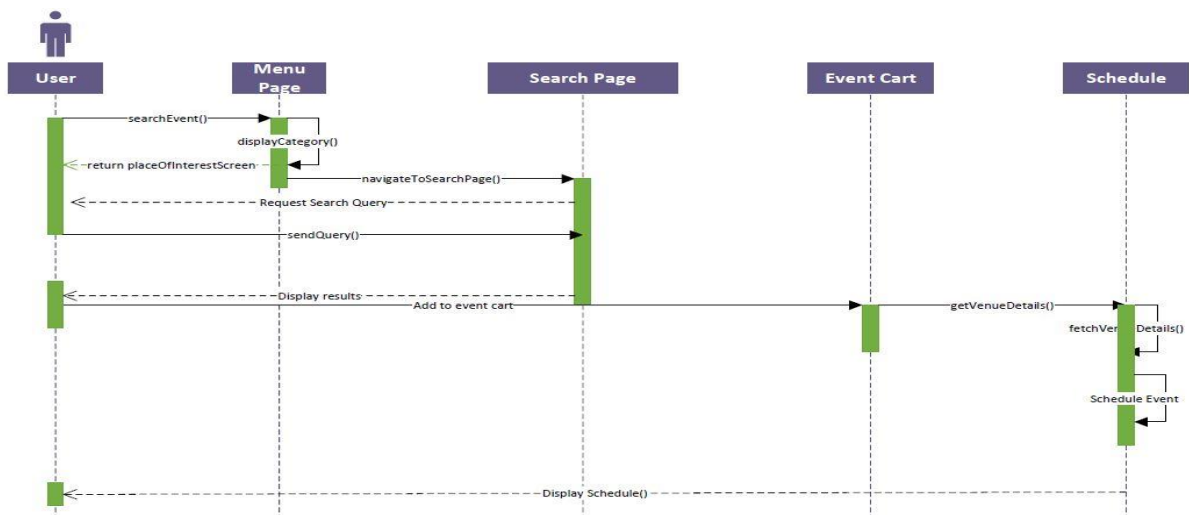 User
Menu
Page
Search Page
Event Cart
Schedule
searchEvent()
displayCategory()
return placeOfInterestScreen
navigateToSearchPage()
Request Search Query
sendQuery()
Display results
Add to event cart
getVenueDetails()
fetchVenueDetails()
Schedule Event
Display Schedule()